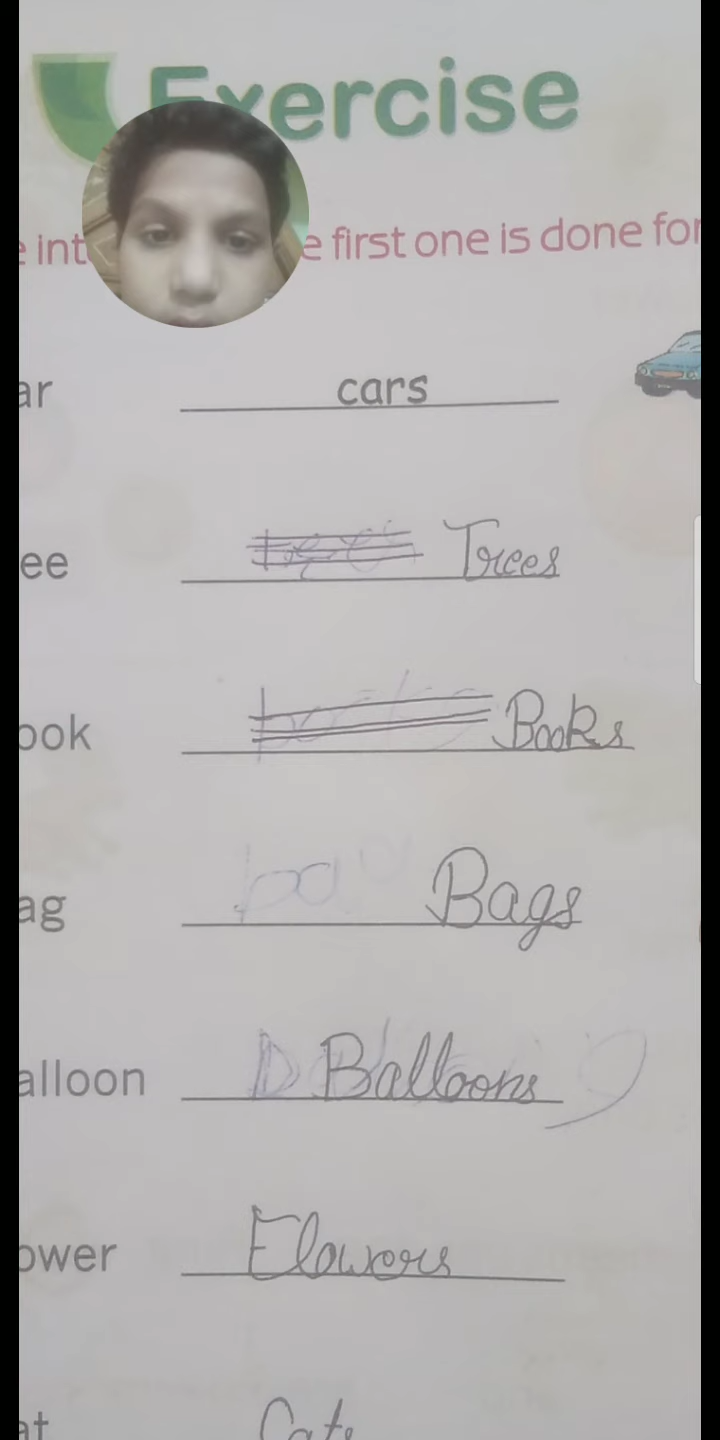 Exercise
e int e first one is done for
ar cars
ee Trees
ook Books
ag Bags
alloon Balloons
ower Flowers
at Cats